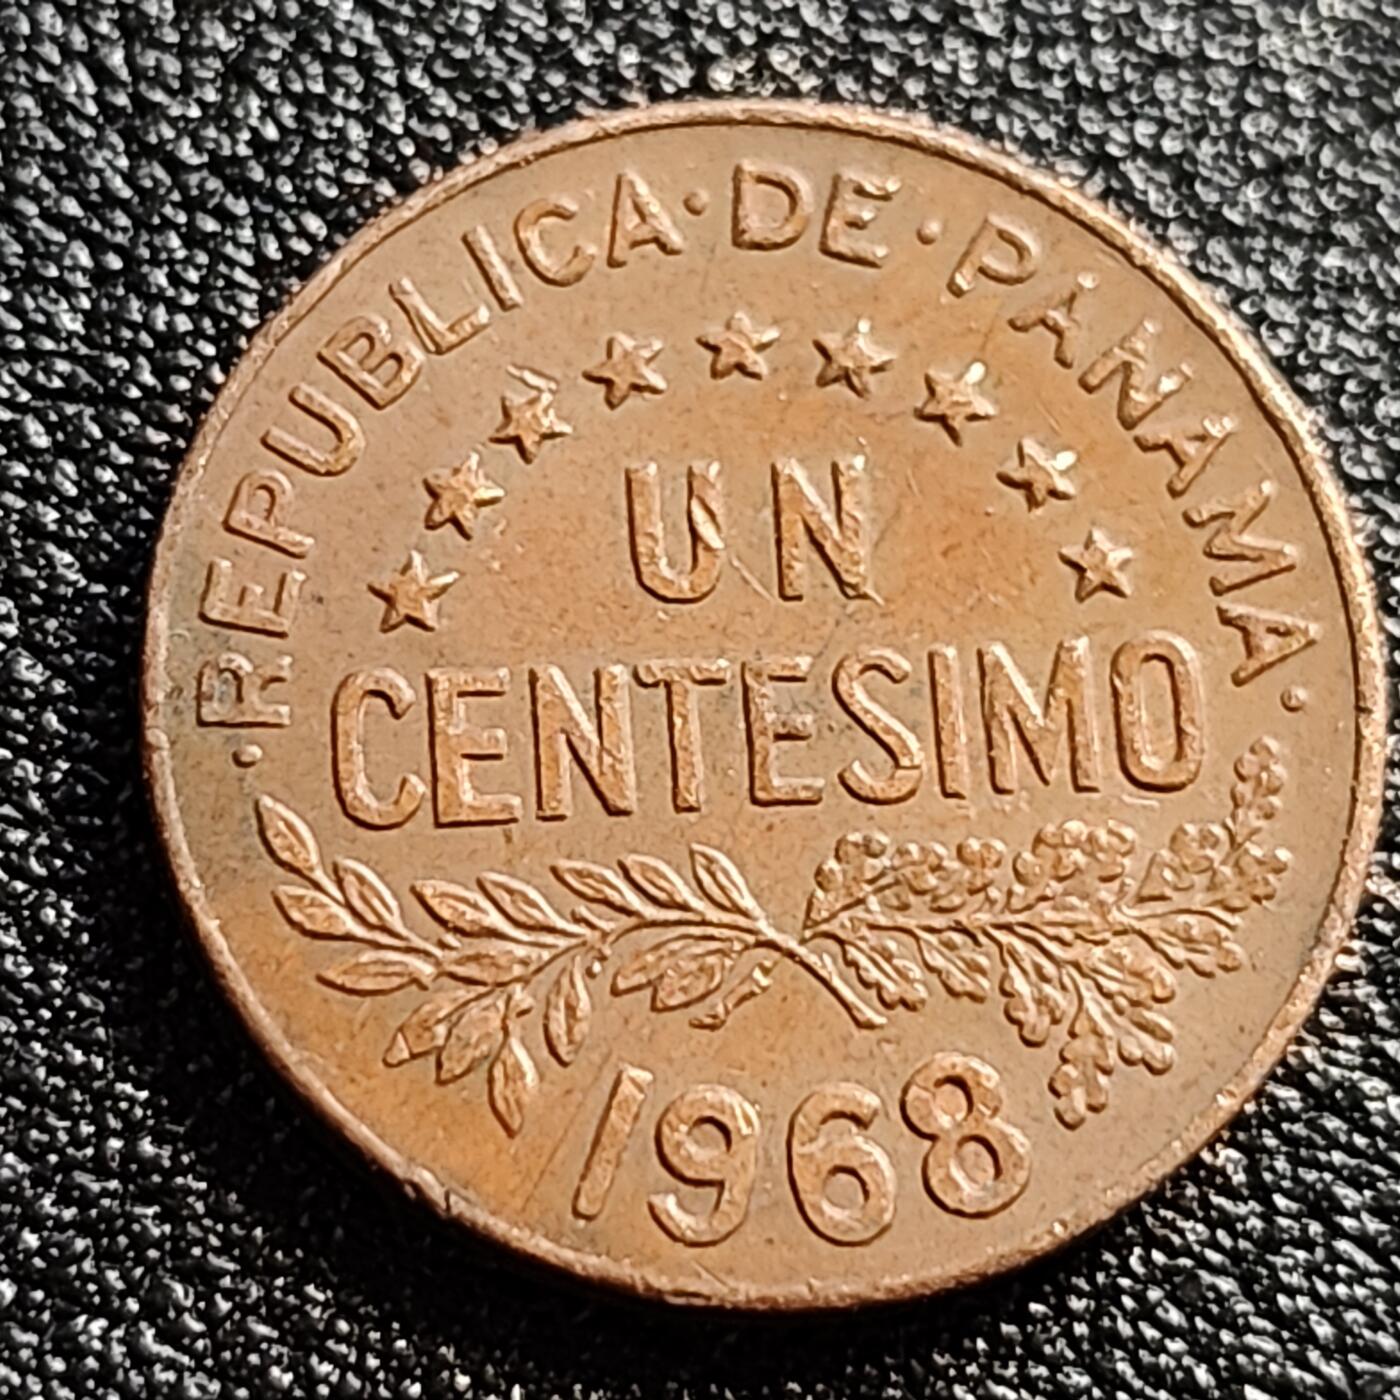 ·REPUBLICA·DE·PANAMA·
UN
CENTESIMO
1968